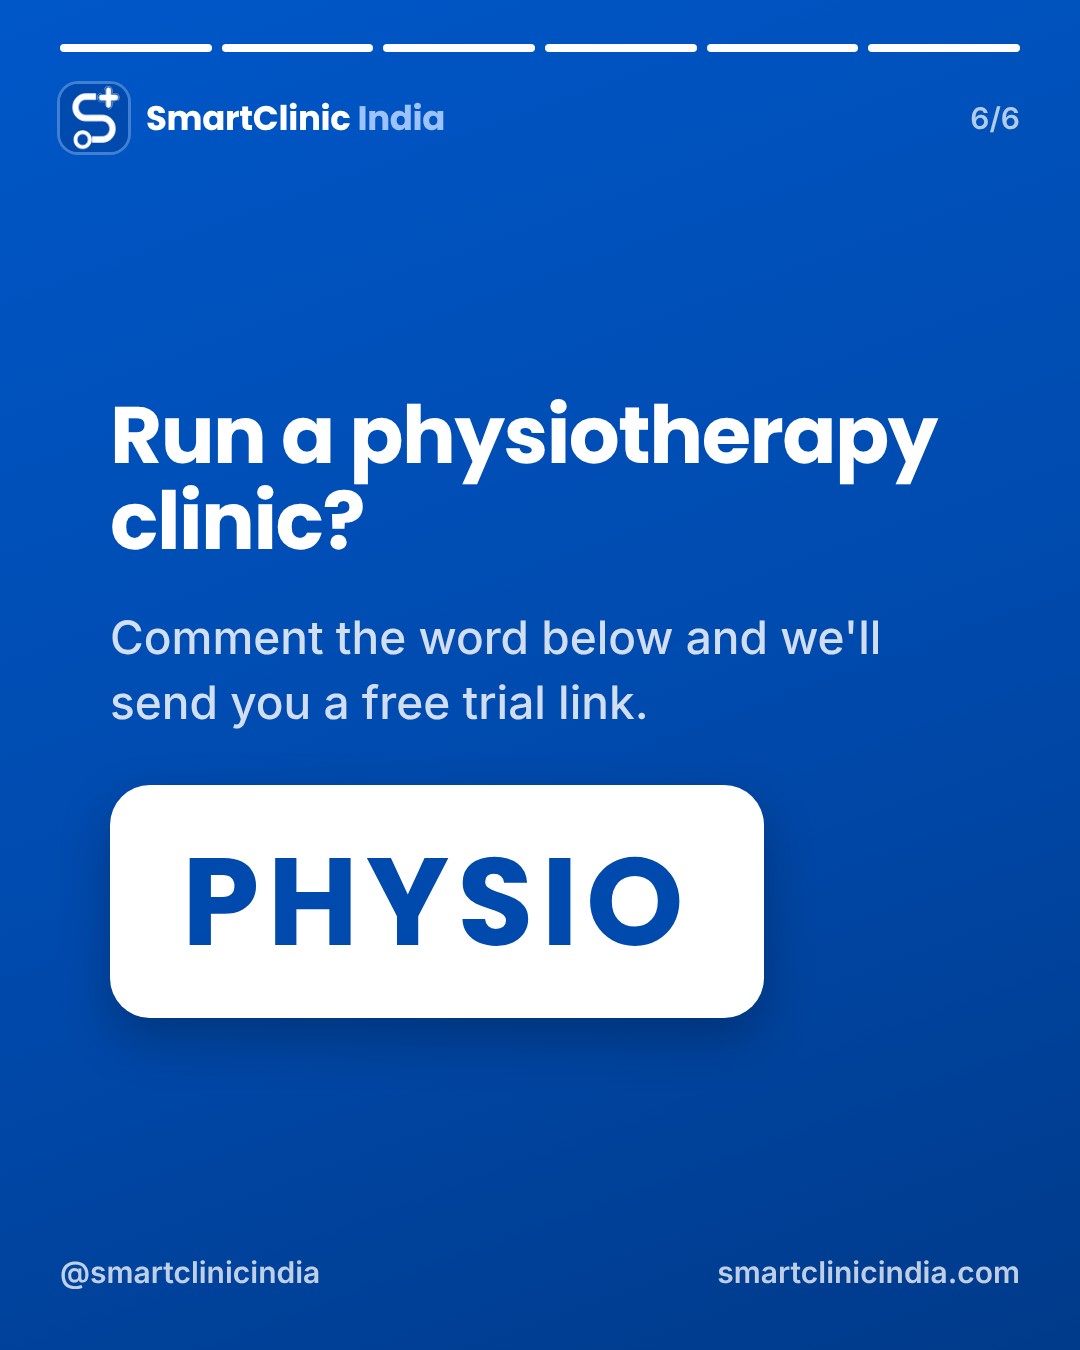 SmartClinic India
6/6
Run a physiotherapy
clinic?
Comment the word below and we'll
send you a free trial link.
PHYSIO
@smartclinicindia
smartclinicindia.com